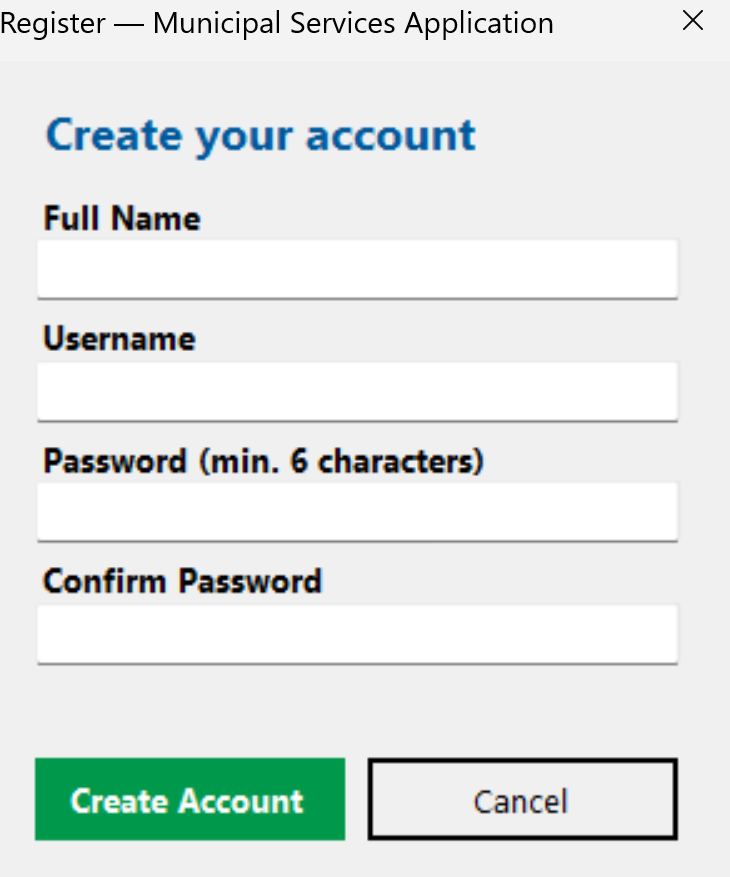 Register — Municipal Services Application
Create your account
Full Name
Username
Password (min. 6 characters)
Confirm Password
Create Account
Cancel